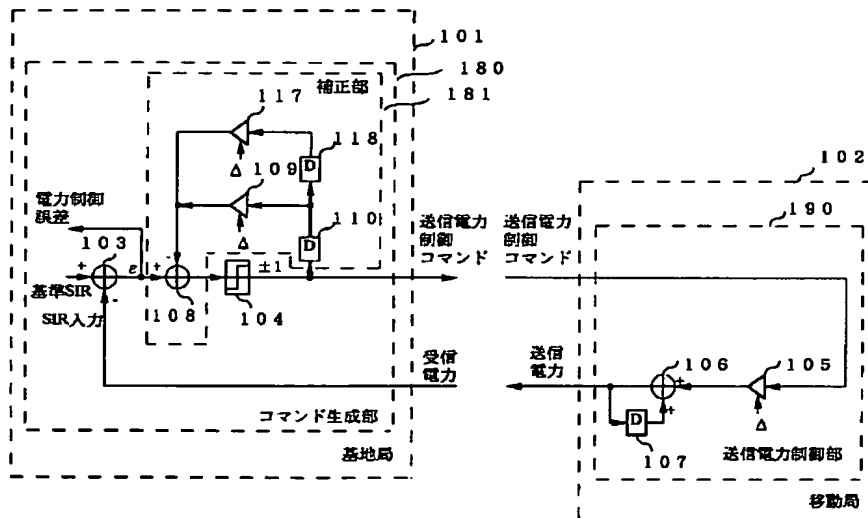 101
180
181
補正部
117
118
D
Δ
109
110
D
Δ
電力制御
誤差
103
+
-
ε
+
-
±1
基準SIR
SIR入力
108
104
送信電力
制御
コマンド
受信
電力
コマンド生成部
基地局
102
190
送信電力
制御
コマンド
送信
電力
106
105
+
+
Δ
D
107
送信電力制御部
移動局